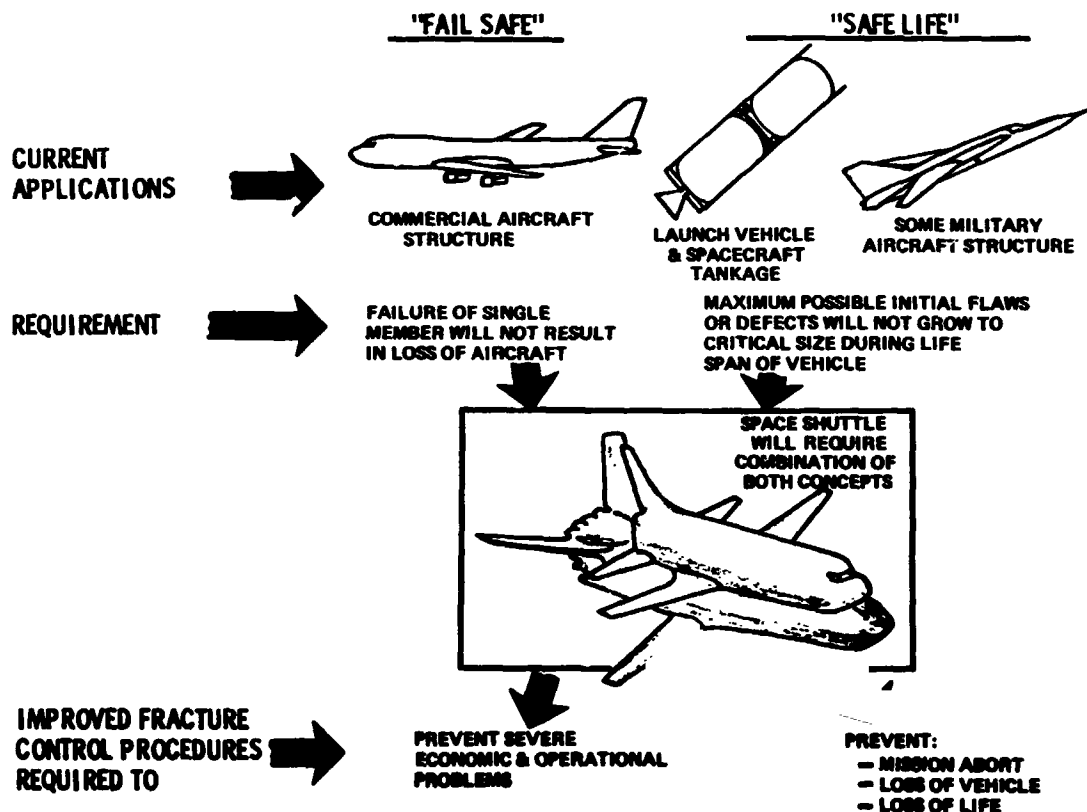 "FAIL SAFE"
"SAFE LIFE"
CURRENT
APPLICATIONS
COMMERCIAL AIRCRAFT
STRUCTURE
LAUNCH VEHICLE
& SPACECRAFT
TANKAGE
SOME MILITARY
AIRCRAFT STRUCTURE
REQUIREMENT
FAILURE OF SINGLE
MEMBER WILL NOT RESULT
IN LOSS OF AIRCRAFT
MAXIMUM POSSIBLE INITIAL FLAWS
OR DEFECTS WILL NOT GROW TO
CRITICAL SIZE DURING LIFE
SPAN OF VEHICLE
SPACE SHUTTLE
WILL REQUIRE
COMBINATION OF
BOTH CONCEPTS
IMPROVED FRACTURE
CONTROL PROCEDURES
REQUIRED TO
PREVENT SEVERE
ECONOMIC & OPERATIONAL
PROBLEMS
PREVENT:
— MISSION ABORT
— LOSS OF VEHICLE
— LOSS OF LIFE